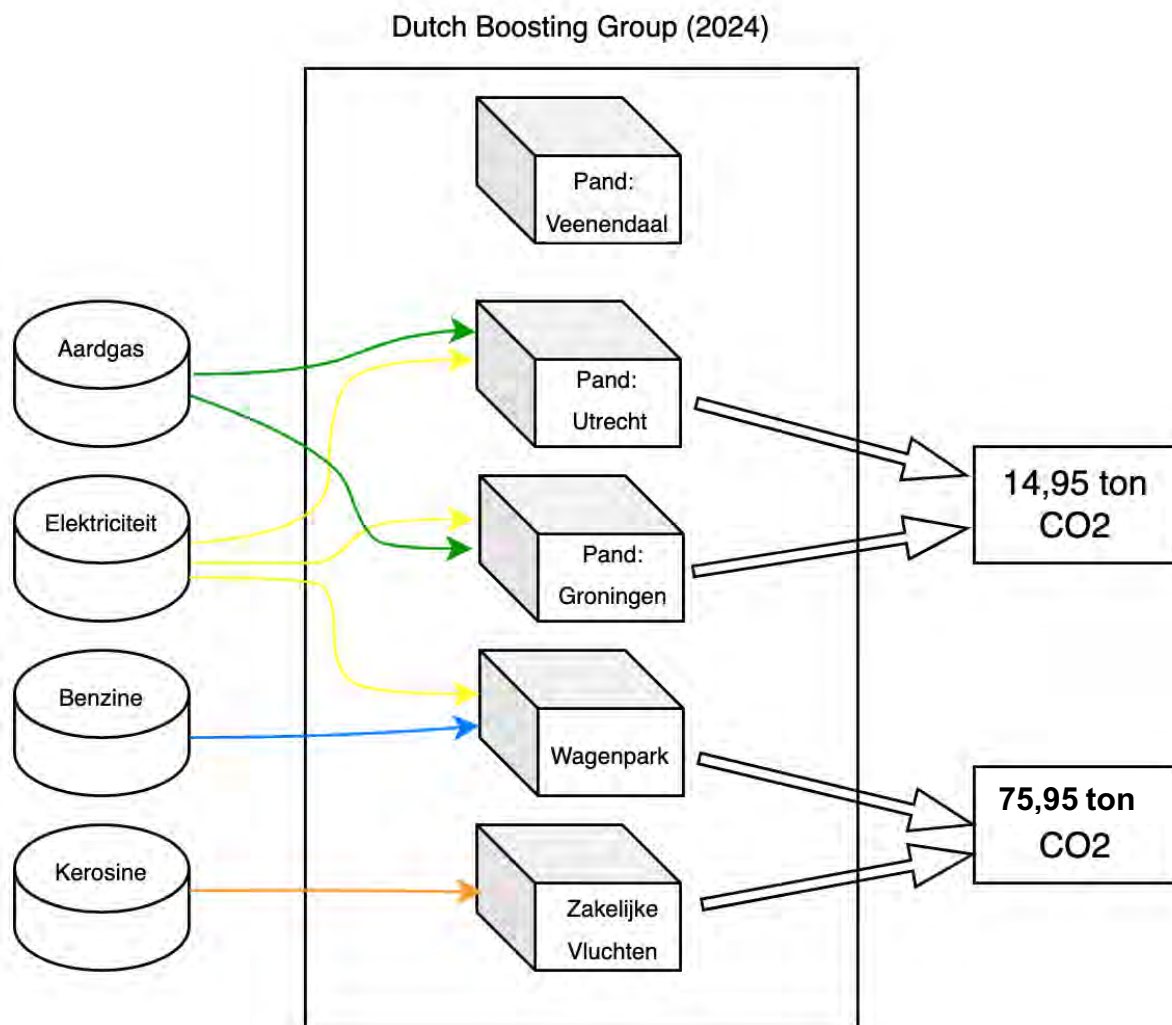 Dutch Boosting Group (2024)
Pand:
Veenendaal
Aardgas
Pand:
Utrecht
14,95 ton
CO2
Elektriciteit
Pand:
Groningen
Benzine
Wagenpark
75,95 ton
CO2
Kerosine
Zakelijke
Vluchten